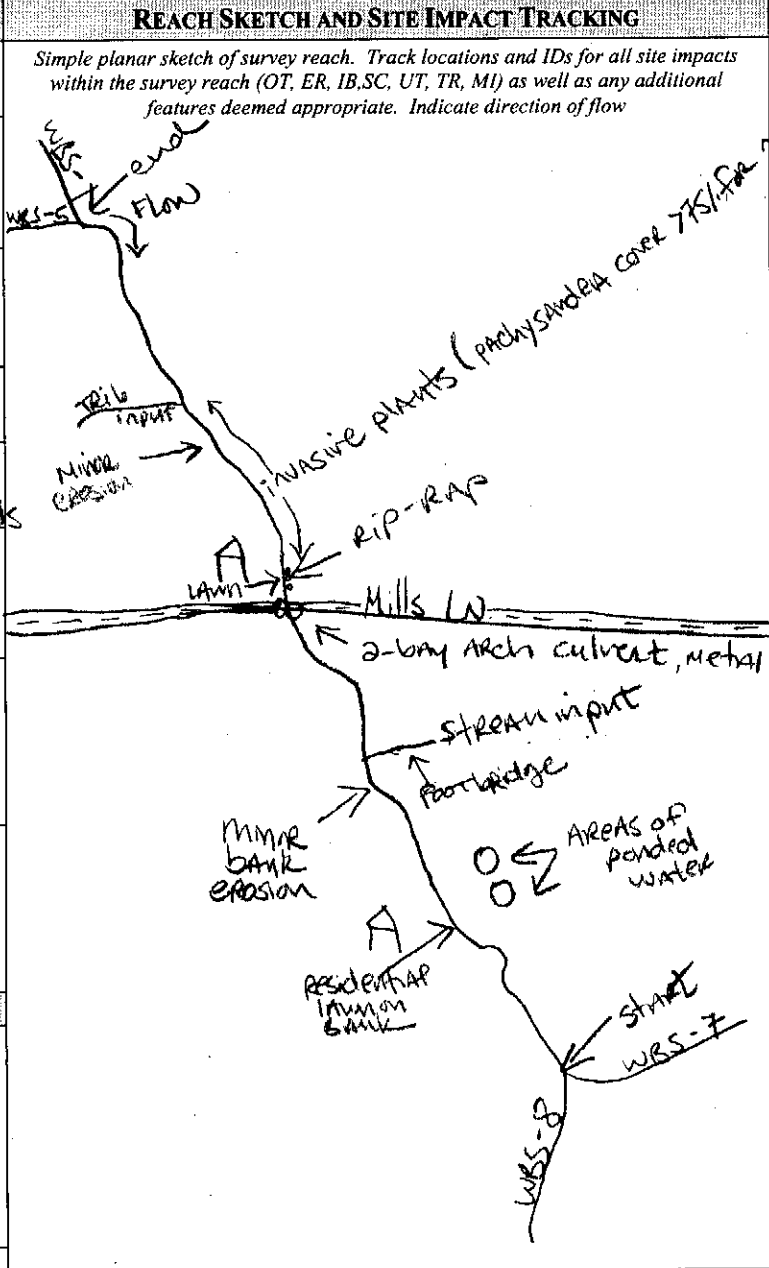 REACH SKETCH AND SITE IMPACT TRACKING
Simple planar sketch of survey reach. Track locations and IDs for all site impacts
within the survey reach (OT, ER, IB,SC, UT, TR, MI) as well as any additional
features deemed appropriate. Indicate direction of flow
end
WBS-5
FLOW
invasive plants (pachysandra cover 775/. for
TRib
input
Minor
erosion
RiP-RAP
LAWN
Mills LN
2-bay ARch culvert, Metal
StReam input
Footbridge
Minor
bank
erosion
AReAS of
ponded
water
Residential
lawn on
bank
start
WBS-7
WBS-8